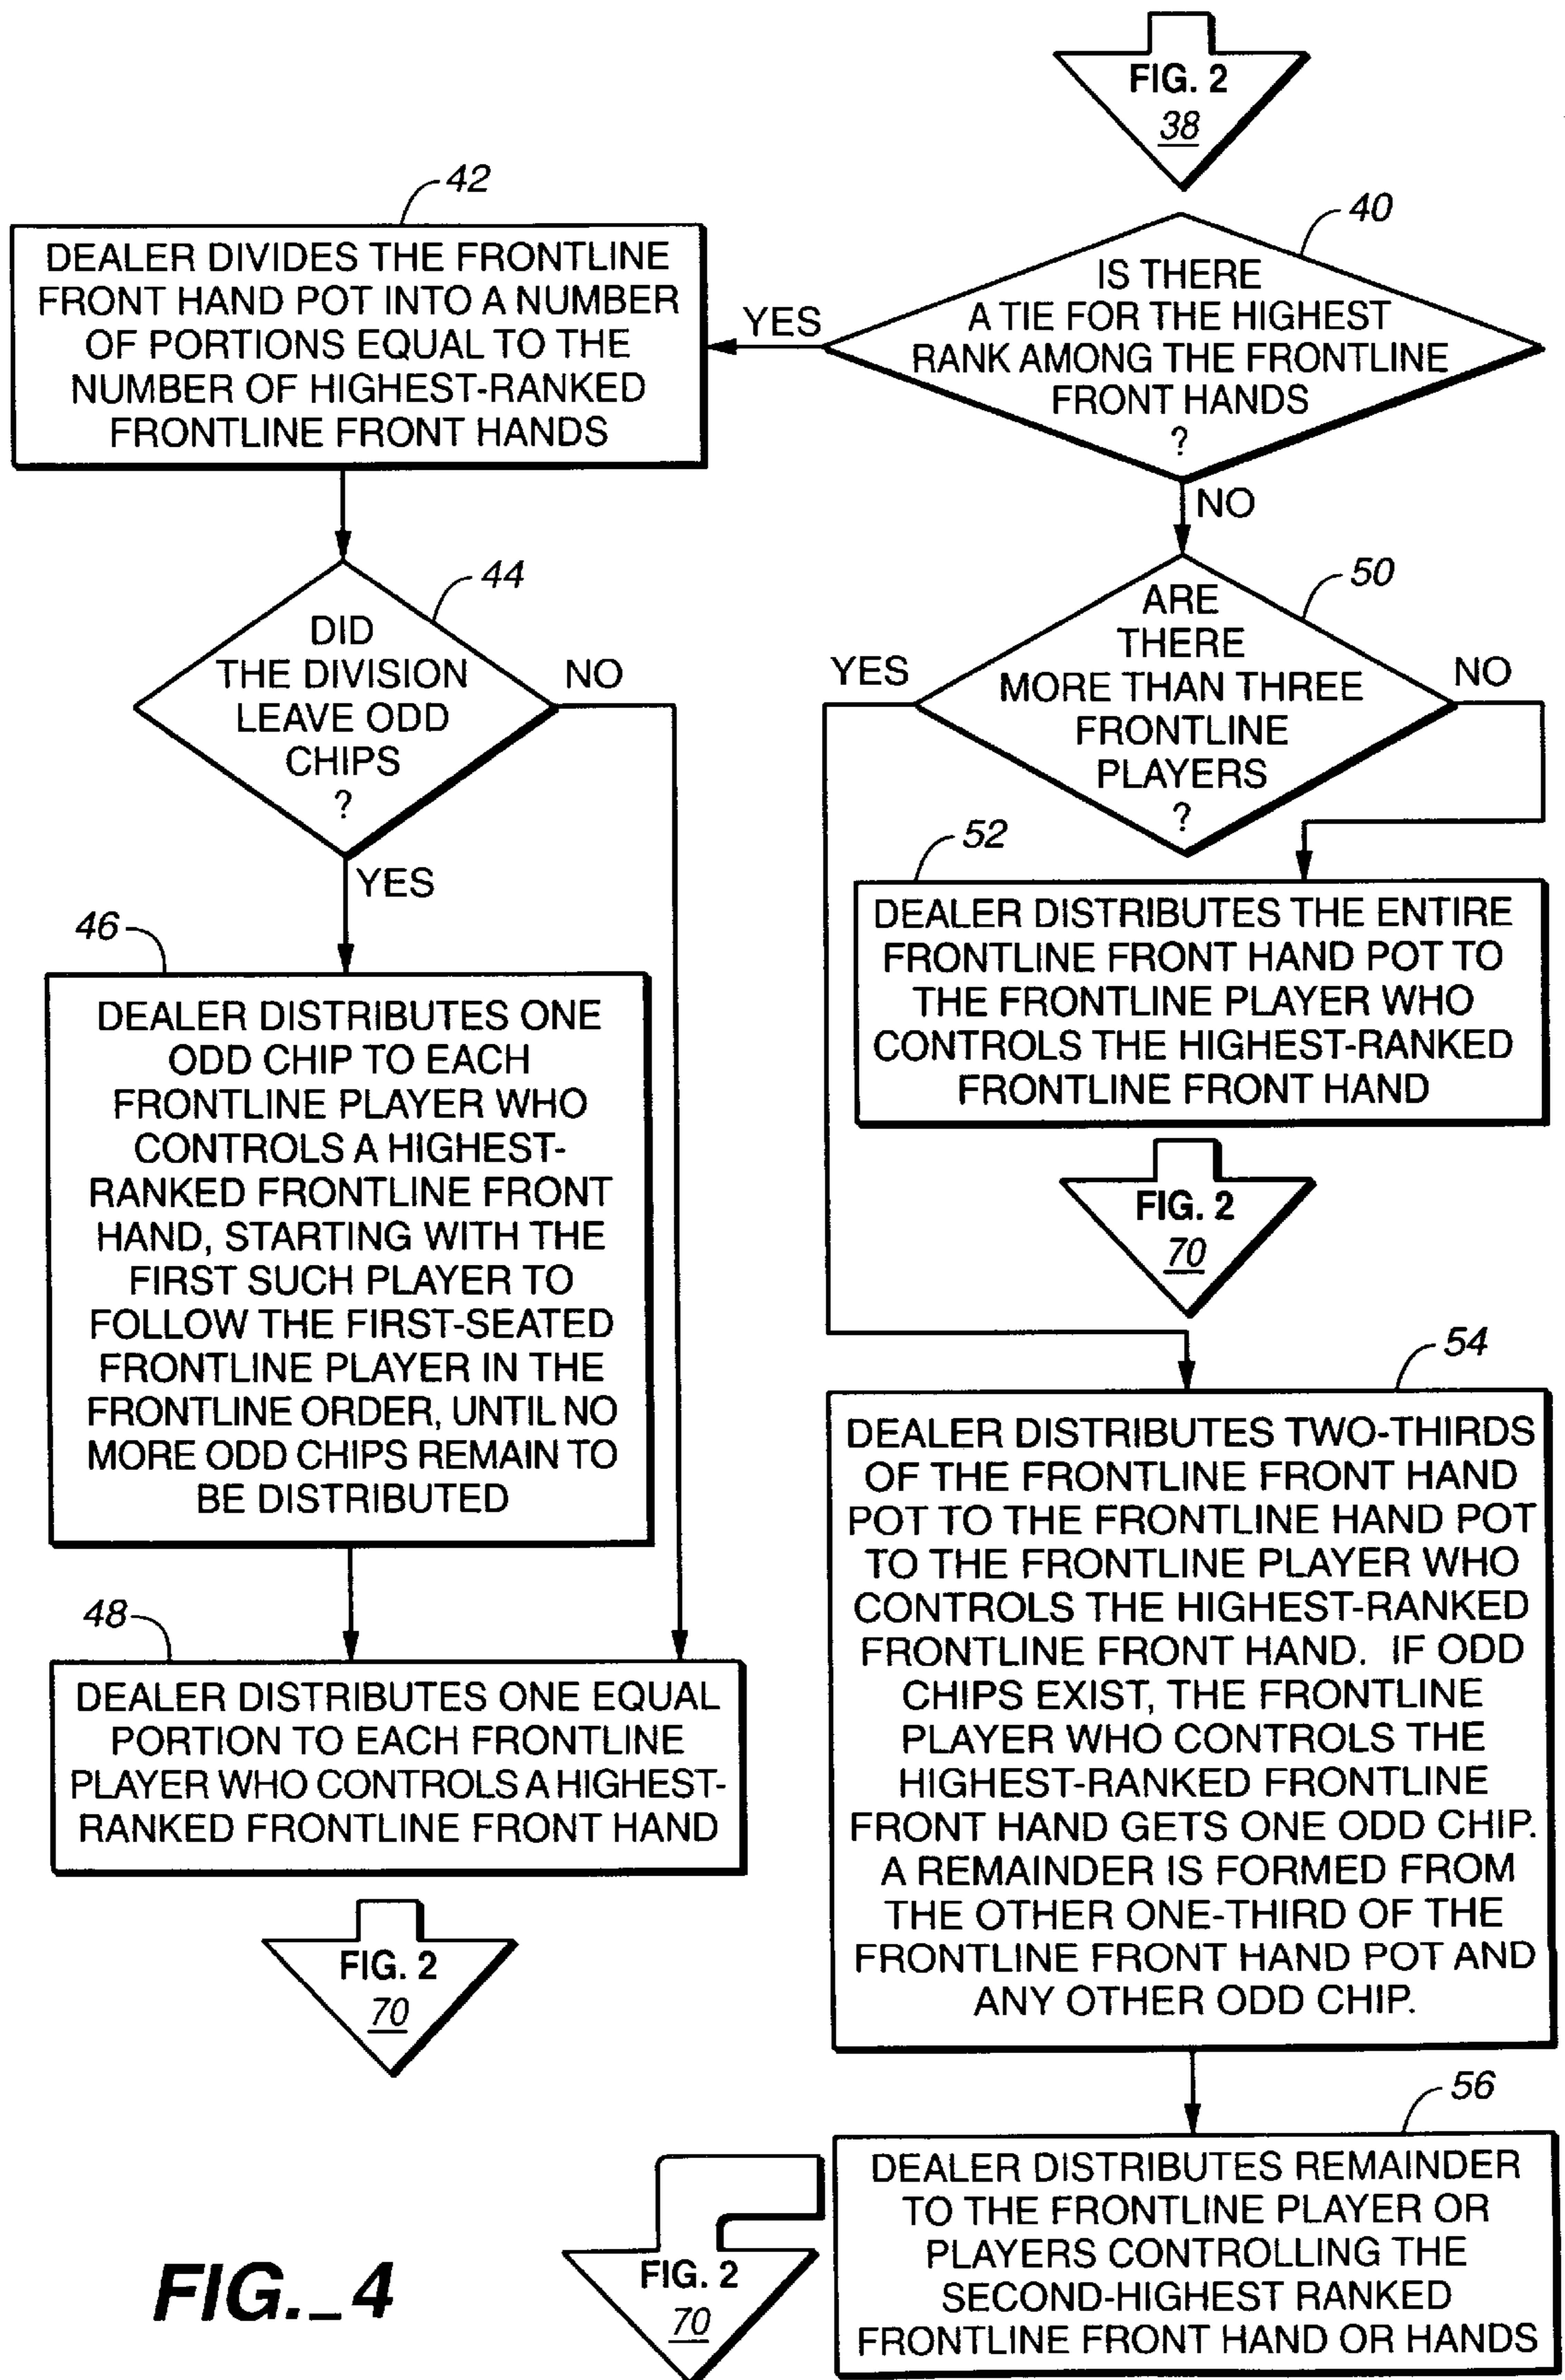 FIG. 2
38
40
IS THERE
A TIE FOR THE HIGHEST
RANK AMONG THE FRONTLINE
FRONT HANDS
?
YES
NO
42
DEALER DIVIDES THE FRONTLINE
FRONT HAND POT INTO A NUMBER
OF PORTIONS EQUAL TO THE
NUMBER OF HIGHEST-RANKED
FRONTLINE FRONT HANDS
44
DID
THE DIVISION
LEAVE ODD
CHIPS
?
NO
YES
46
DEALER DISTRIBUTES ONE
ODD CHIP TO EACH
FRONTLINE PLAYER WHO
CONTROLS A HIGHEST-
RANKED FRONTLINE FRONT
HAND, STARTING WITH THE
FIRST SUCH PLAYER TO
FOLLOW THE FIRST-SEATED
FRONTLINE PLAYER IN THE
FRONTLINE ORDER, UNTIL NO
MORE ODD CHIPS REMAIN TO
BE DISTRIBUTED
48
DEALER DISTRIBUTES ONE EQUAL
PORTION TO EACH FRONTLINE
PLAYER WHO CONTROLS A HIGHEST-
RANKED FRONTLINE FRONT HAND
FIG. 2
70
50
ARE
THERE
MORE THAN THREE
FRONTLINE
PLAYERS
?
YES
NO
52
DEALER DISTRIBUTES THE ENTIRE
FRONTLINE FRONT HAND POT TO
THE FRONTLINE PLAYER WHO
CONTROLS THE HIGHEST-RANKED
FRONTLINE FRONT HAND
FIG. 2
70
54
DEALER DISTRIBUTES TWO-THIRDS
OF THE FRONTLINE FRONT HAND
POT TO THE FRONTLINE HAND POT
TO THE FRONTLINE PLAYER WHO
CONTROLS THE HIGHEST-RANKED
FRONTLINE FRONT HAND. IF ODD
CHIPS EXIST, THE FRONTLINE
PLAYER WHO CONTROLS THE
HIGHEST-RANKED FRONTLINE
FRONT HAND GETS ONE ODD CHIP.
A REMAINDER IS FORMED FROM
THE OTHER ONE-THIRD OF THE
FRONTLINE FRONT HAND POT AND
ANY OTHER ODD CHIP.
56
DEALER DISTRIBUTES REMAINDER
TO THE FRONTLINE PLAYER OR
PLAYERS CONTROLLING THE
SECOND-HIGHEST RANKED
FRONTLINE FRONT HAND OR HANDS
FIG. 2
70
FIG._4